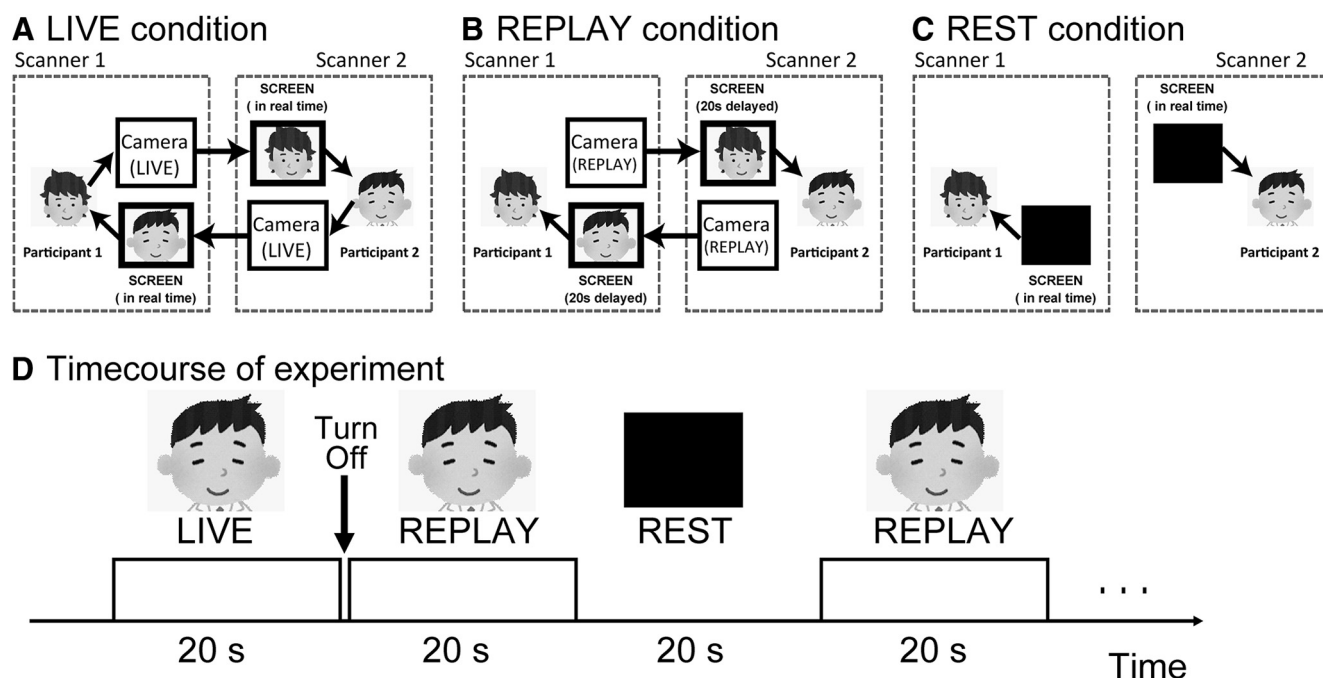 A LIVE condition
Scanner 1
Scanner 2
SCREEN
( in real time)
Camera
(LIVE)
Camera
(LIVE)
Participant 1
Participant 2
SCREEN
( in real time)
B REPLAY condition
Scanner 1
Scanner 2
SCREEN
(20s delayed)
Camera
(REPLAY)
Camera
(REPLAY)
Participant 1
Participant 2
SCREEN
(20s delayed)
C REST condition
Scanner 1
Scanner 2
SCREEN
( in real time)
Participant 1
Participant 2
SCREEN
( in real time)
D Timecourse of experiment
Turn
Off
LIVE
REPLAY
REST
REPLAY
. . .
20 s
20 s
20 s
20 s
Time